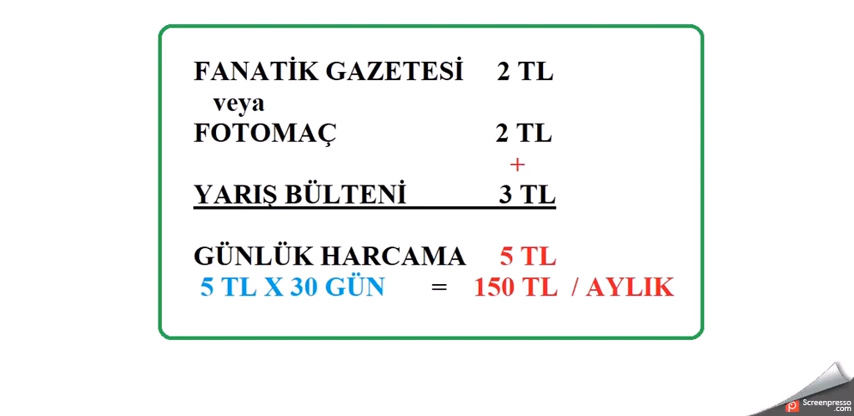 FANATİK GAZETESİ 2 TL
veya
FOTOMAÇ 2 TL
+
YARIŞ BÜLTENİ 3 TL
GÜNLÜK HARCAMA 5 TL
5 TL X 30 GÜN = 150 TL / AYLIK
Screenpresso
.com